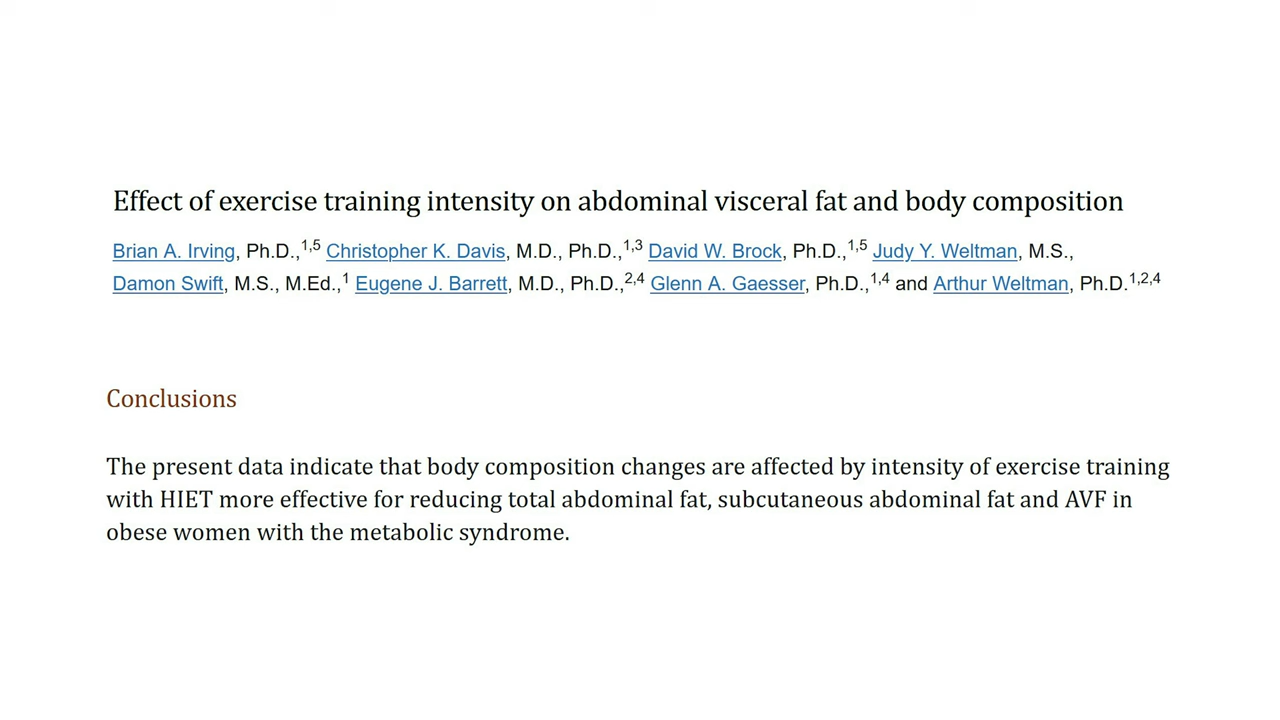 Effect of exercise training intensity on abdominal visceral fat and body composition
Brian A. Irving, Ph.D.,1,5 Christopher K. Davis, M.D., Ph.D.,1,3 David W. Brock, Ph.D.,1,5 Judy Y. Weltman, M.S.,
Damon Swift, M.S., M.Ed.,1 Eugene J. Barrett, M.D., Ph.D.,2,4 Glenn A. Gaesser, Ph.D.,1,4 and Arthur Weltman, Ph.D.1,2,4
Conclusions
The present data indicate that body composition changes are affected by intensity of exercise training
with HIET more effective for reducing total abdominal fat, subcutaneous abdominal fat and AVF in
obese women with the metabolic syndrome.